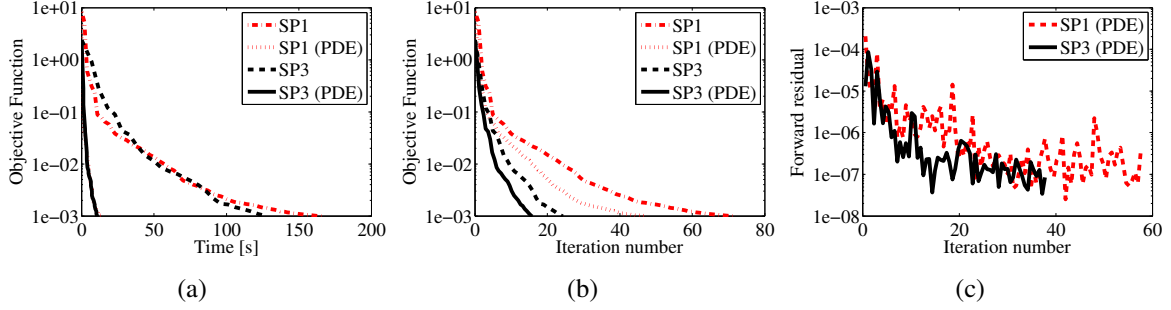 Objective Function
1e+01
1e+00
1e−01
1e−02
1e−03
0
50
100
150
200
Time [s]
SP1
SP1 (PDE)
SP3
SP3 (PDE)
(a)
Objective Function
1e+01
1e+00
1e−01
1e−02
1e−03
0
20
40
60
80
Iteration number
SP1
SP1 (PDE)
SP3
SP3 (PDE)
(b)
Forward residual
1e−03
1e−04
1e−05
1e−06
1e−07
1e−08
0
20
40
60
Iteration number
SP1 (PDE)
SP3 (PDE)
(c)